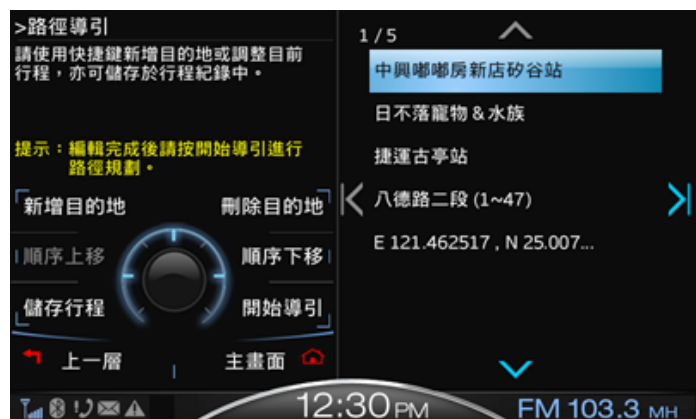 >路徑導引
請使用快捷鍵新增目的地或調整目前
行程，亦可儲存於行程紀錄中。
提示：編輯完成後請按開始導引進行
路徑規劃。
新增目的地
刪除目的地
順序上移
順序下移
儲存行程
開始導引
上一層
主畫面
1/5
中興嘟嘟房新店矽谷站
日不落寵物&水族
捷運古亭站
八德路二段 (1~47)
E 121.462517 , N 25.007...
12:30 PM
FM 103.3 MH